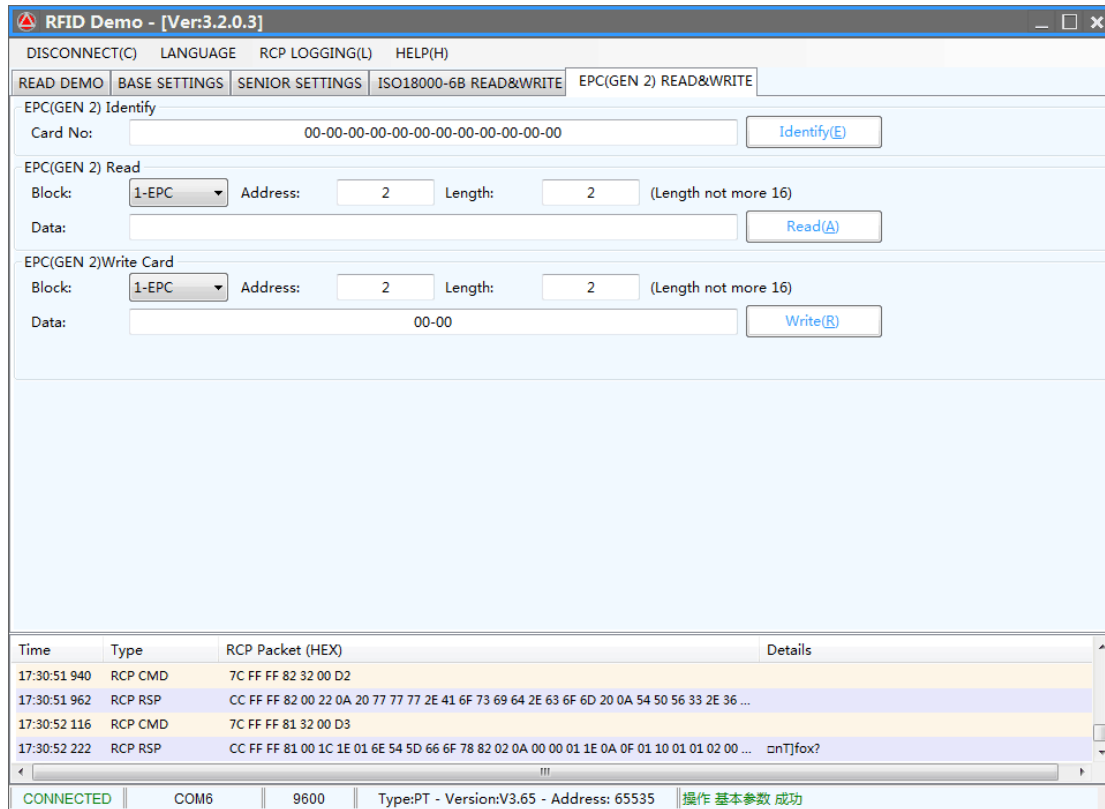 RFID Demo - [Ver:3.2.0.3]
DISCONNECT(C) LANGUAGE RCP LOGGING(L) HELP(H)
READ DEMO BASE SETTINGS SENIOR SETTINGS ISO18000-6B READ&WRITE EPC(GEN 2) READ&WRITE
EPC(GEN 2) Identify
Card No: 00-00-00-00-00-00-00-00-00-00-00-00 Identify(E)
EPC(GEN 2) Read
Block: 1-EPC Address: 2 Length: 2 (Length not more 16)
Data: Read(A)
EPC(GEN 2)Write Card
Block: 1-EPC Address: 2 Length: 2 (Length not more 16)
Data: 00-00 Write(R)
Time Type RCP Packet (HEX) Details
17:30:51 940 RCP CMD 7C FF FF 82 32 00 D2
17:30:51 962 RCP RSP CC FF FF 82 00 22 0A 20 77 77 77 2E 41 6F 73 69 64 2E 63 6F 6D 20 0A 54 50 56 33 2E 36 ...
17:30:52 116 RCP CMD 7C FF FF 81 32 00 D3
17:30:52 222 RCP RSP CC FF FF 81 00 1C 1E 01 6E 54 5D 66 6F 78 82 02 0A 00 00 01 1E 0A 0F 01 10 01 01 02 00 ... □nT]fox?
CONNECTED COM6 9600 Type:PT - Version:V3.65 - Address: 65535 操作 基本参数 成功